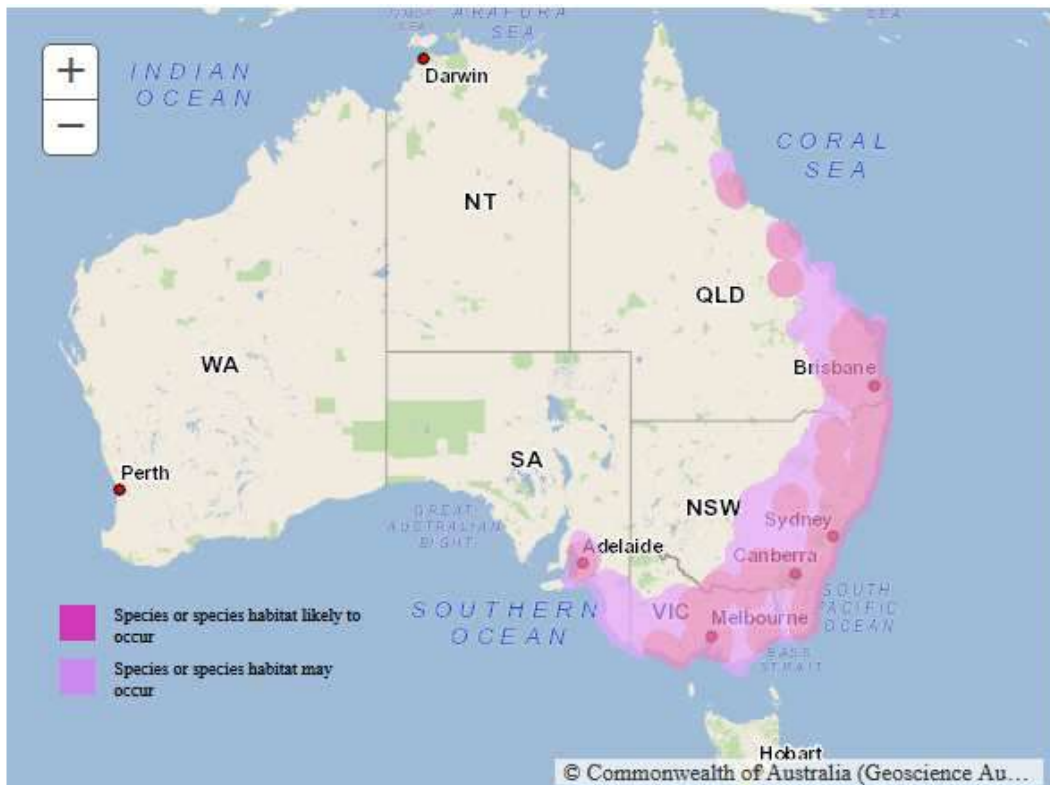 ARAFURA
SEA
SEA
+
−
INDIAN
OCEAN
Darwin
CORAL
SEA
NT
QLD
WA
Brisbane
SA
Perth
NSW
GREAT
AUSTRALIAN
BIGHT
Sydney
Adelaide
Canberra
SOUTHERN
OCEAN
VIC
Melbourne
SOUTH
PACIFIC
OCEAN
BASS
STRAIT
Species or species habitat likely to
occur
Species or species habitat may
occur
Hobart
© Commonwealth of Australia (Geoscience Au…